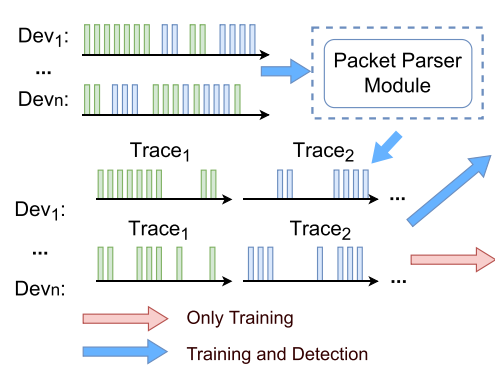 Dev1:
...
Devn:
Packet Parser
Module
Trace1
Trace2
...
Dev1:
Trace1
Trace2
...
...
Devn:
Only Training
Training and Detection